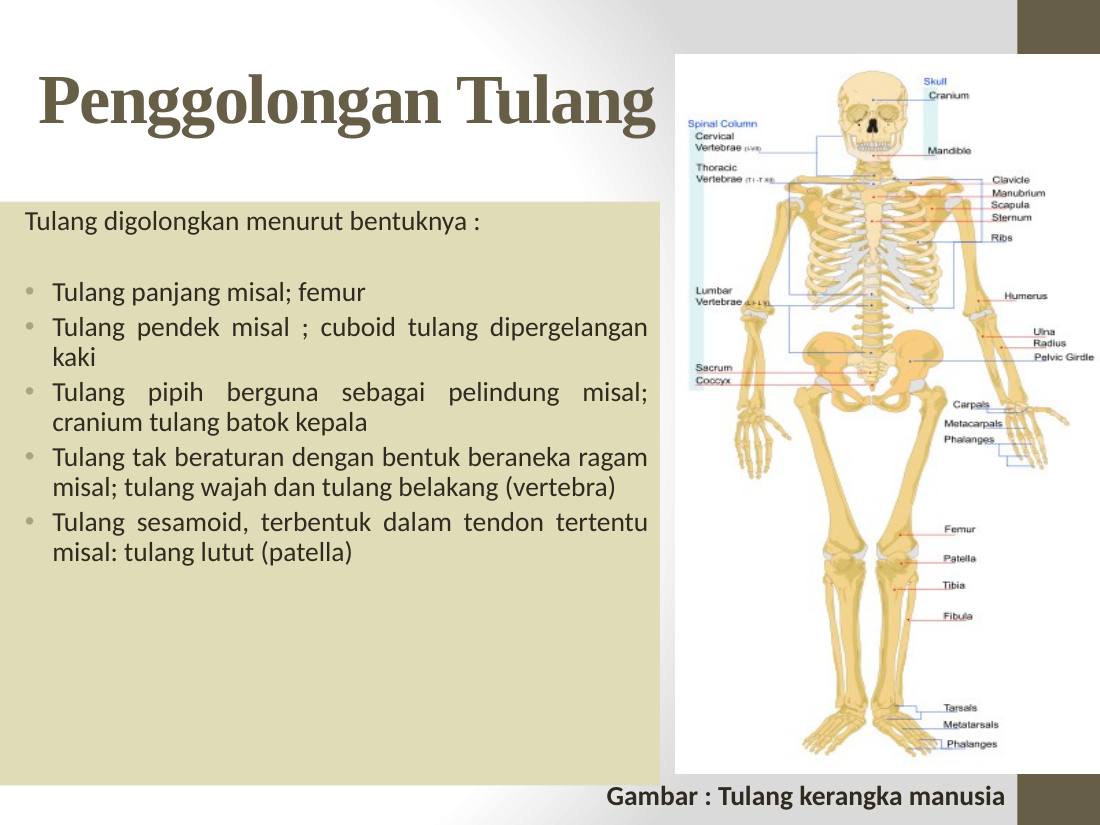 Penggolongan Tulang
Tulang digolongkan menurut bentuknya :
• Tulang panjang misal; femur
• Tulang pendek misal ; cuboid tulang dipergelangan
kaki
• Tulang pipih berguna sebagai pelindung misal;
cranium tulang batok kepala
• Tulang tak beraturan dengan bentuk beraneka ragam
misal; tulang wajah dan tulang belakang (vertebra)
• Tulang sesamoid, terbentuk dalam tendon tertentu
misal: tulang lutut (patella)
Skull
Cranium
Spinal Column
Cervical
Vertebrae (I-VII)
Mandible
Thoracic
Vertebrae (T I -T XII)
Clavicle
Manubrium
Scapula
Sternum
Ribs
Lumbar
Vertebrae (L I- L V)
Humerus
Ulna
Radius
Pelvic Girdle
Sacrum
Coccyx
Carpals
Metacarpals
Phalanges
Femur
Patella
Tibia
Fibula
Tarsals
Metatarsals
Phalanges
Gambar : Tulang kerangka manusia